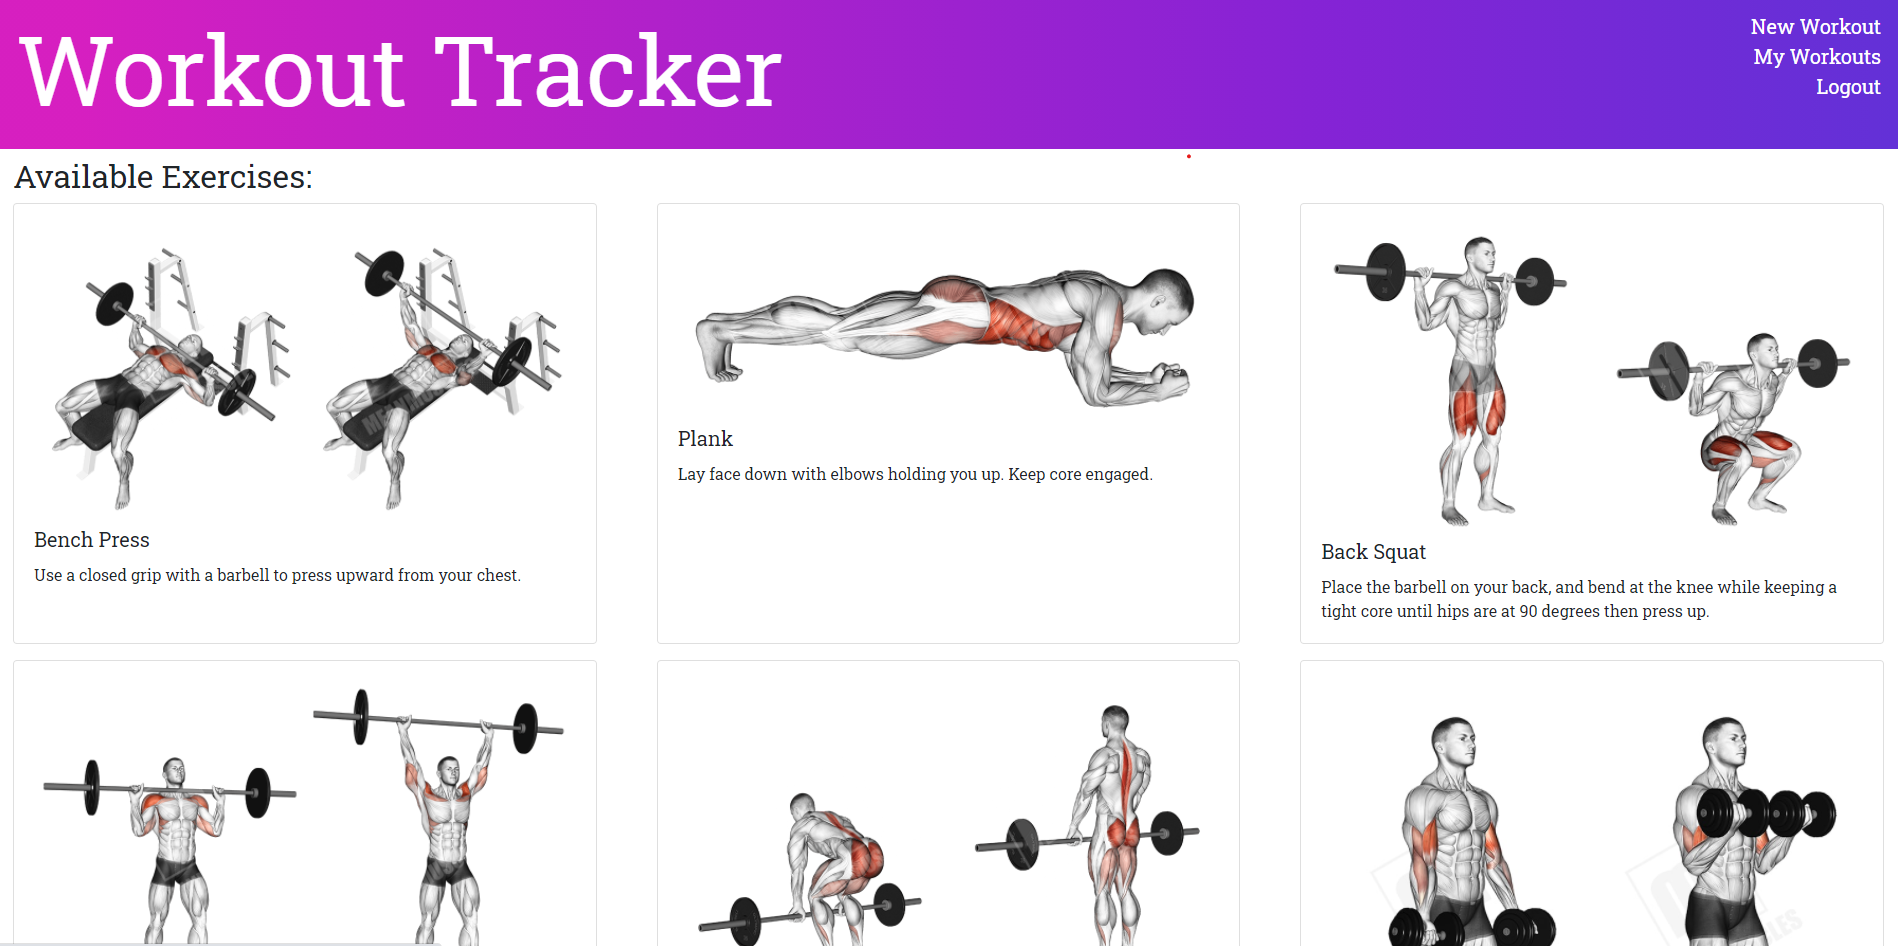 Workout Tracker
New Workout
My Workouts
Logout
Available Exercises:
Bench Press
Use a closed grip with a barbell to press upward from your chest.
Plank
Lay face down with elbows holding you up. Keep core engaged.
Back Squat
Place the barbell on your back, and bend at the knee while keeping a
tight core until hips are at 90 degrees then press up.